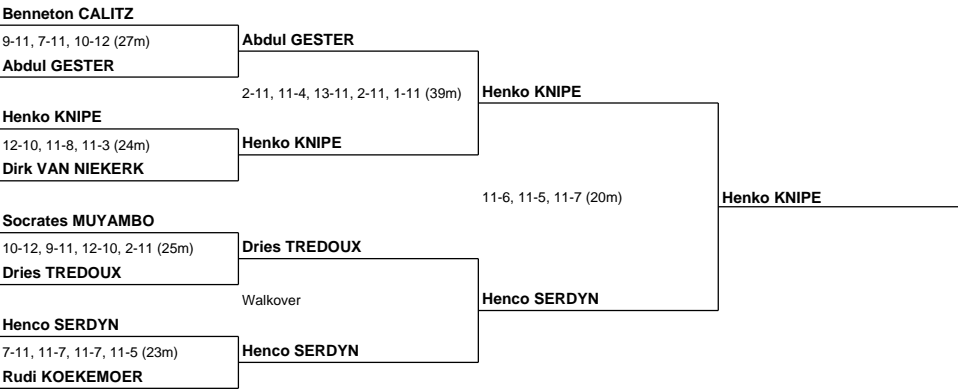 Benneton CALITZ
9-11, 7-11, 10-12 (27m)
Abdul GESTER
Abdul GESTER
2-11, 11-4, 13-11, 2-11, 1-11 (39m)
Henko KNIPE
Henko KNIPE
12-10, 11-8, 11-3 (24m)
Henko KNIPE
Dirk VAN NIEKERK
11-6, 11-5, 11-7 (20m)
Henko KNIPE
Socrates MUYAMBO
10-12, 9-11, 12-10, 2-11 (25m)
Dries TREDOUX
Dries TREDOUX
Walkover
Henco SERDYN
Henco SERDYN
7-11, 11-7, 11-7, 11-5 (23m)
Henco SERDYN
Rudi KOEKEMOER